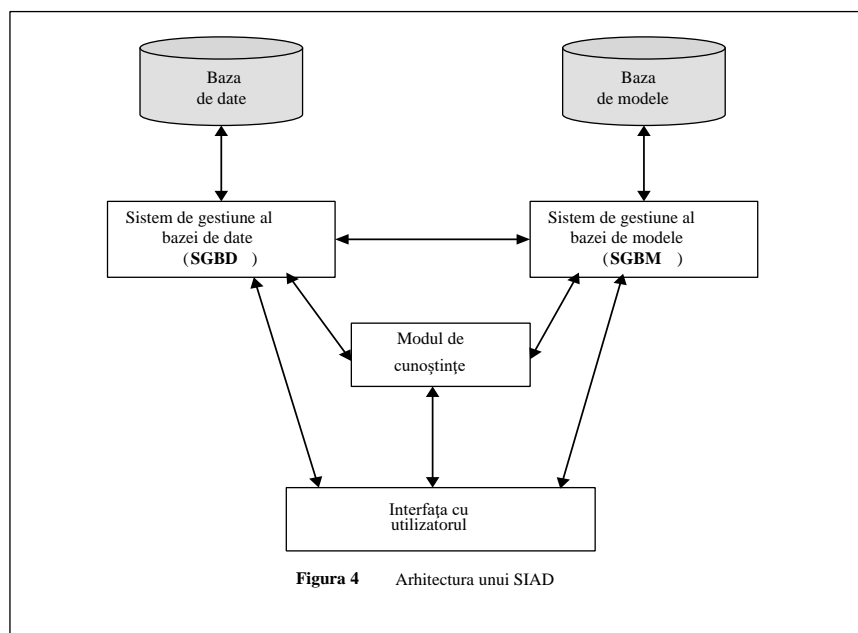 Baza
de date
Baza
de modele
Sistem de gestiune al
bazei de date
(SGBD )
Sistem de gestiune al
bazei de modele
(SGBM )
Modul de
cunoştinţe
Interfaţa cu
utilizatorul
Figura 4 Arhitectura unui SIAD